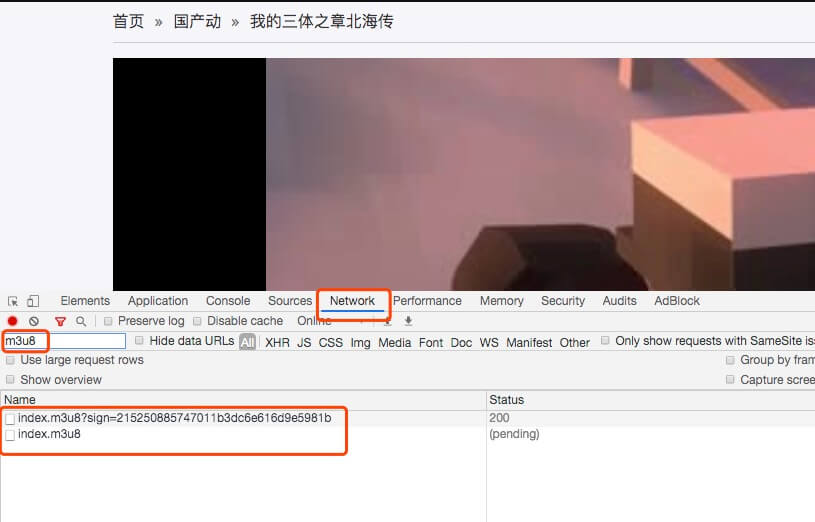 首页 » 国产动 » 我的三体之章北海传
Elements Application Console Sources Network Performance Memory Security Audits AdBlock
Preserve log Disable cache Online
m3u8 Hide data URLs All XHR JS CSS Img Media Font Doc WS Manifest Other Only show requests with SameSite iss
Use large request rows Group by fram
Show overview Capture scree
Name Status
index.m3u8?sign=215250885747011b3dc6e616d9e5981b 200
index.m3u8 (pending)